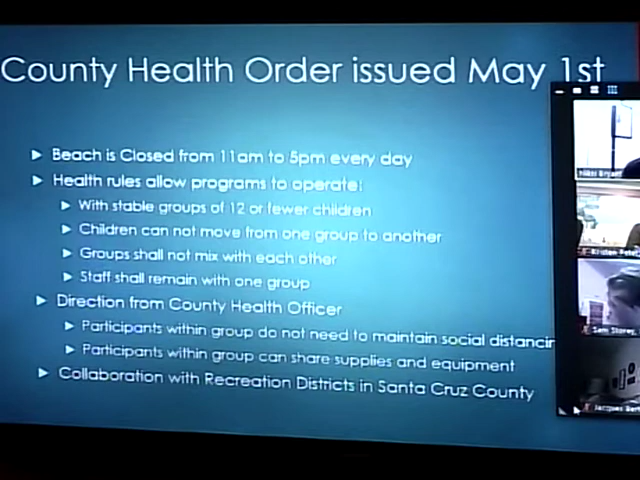 County Health Order issued May 1st
Beach is Closed from 11am to 5pm every day
Health rules allow programs to operate:
With stable groups of 12 or fewer children
Children can not move from one group to another
Groups shall not mix with each other
Staff shall remain with one group
Direction from County Health Officer
Participants within group do not need to maintain social distancin
Participants within group can share supplies and equipment
Collaboration with Recreation Districts in Santa Cruz County
Nikki Bryant
Kristen
Sam Storey
Jacques